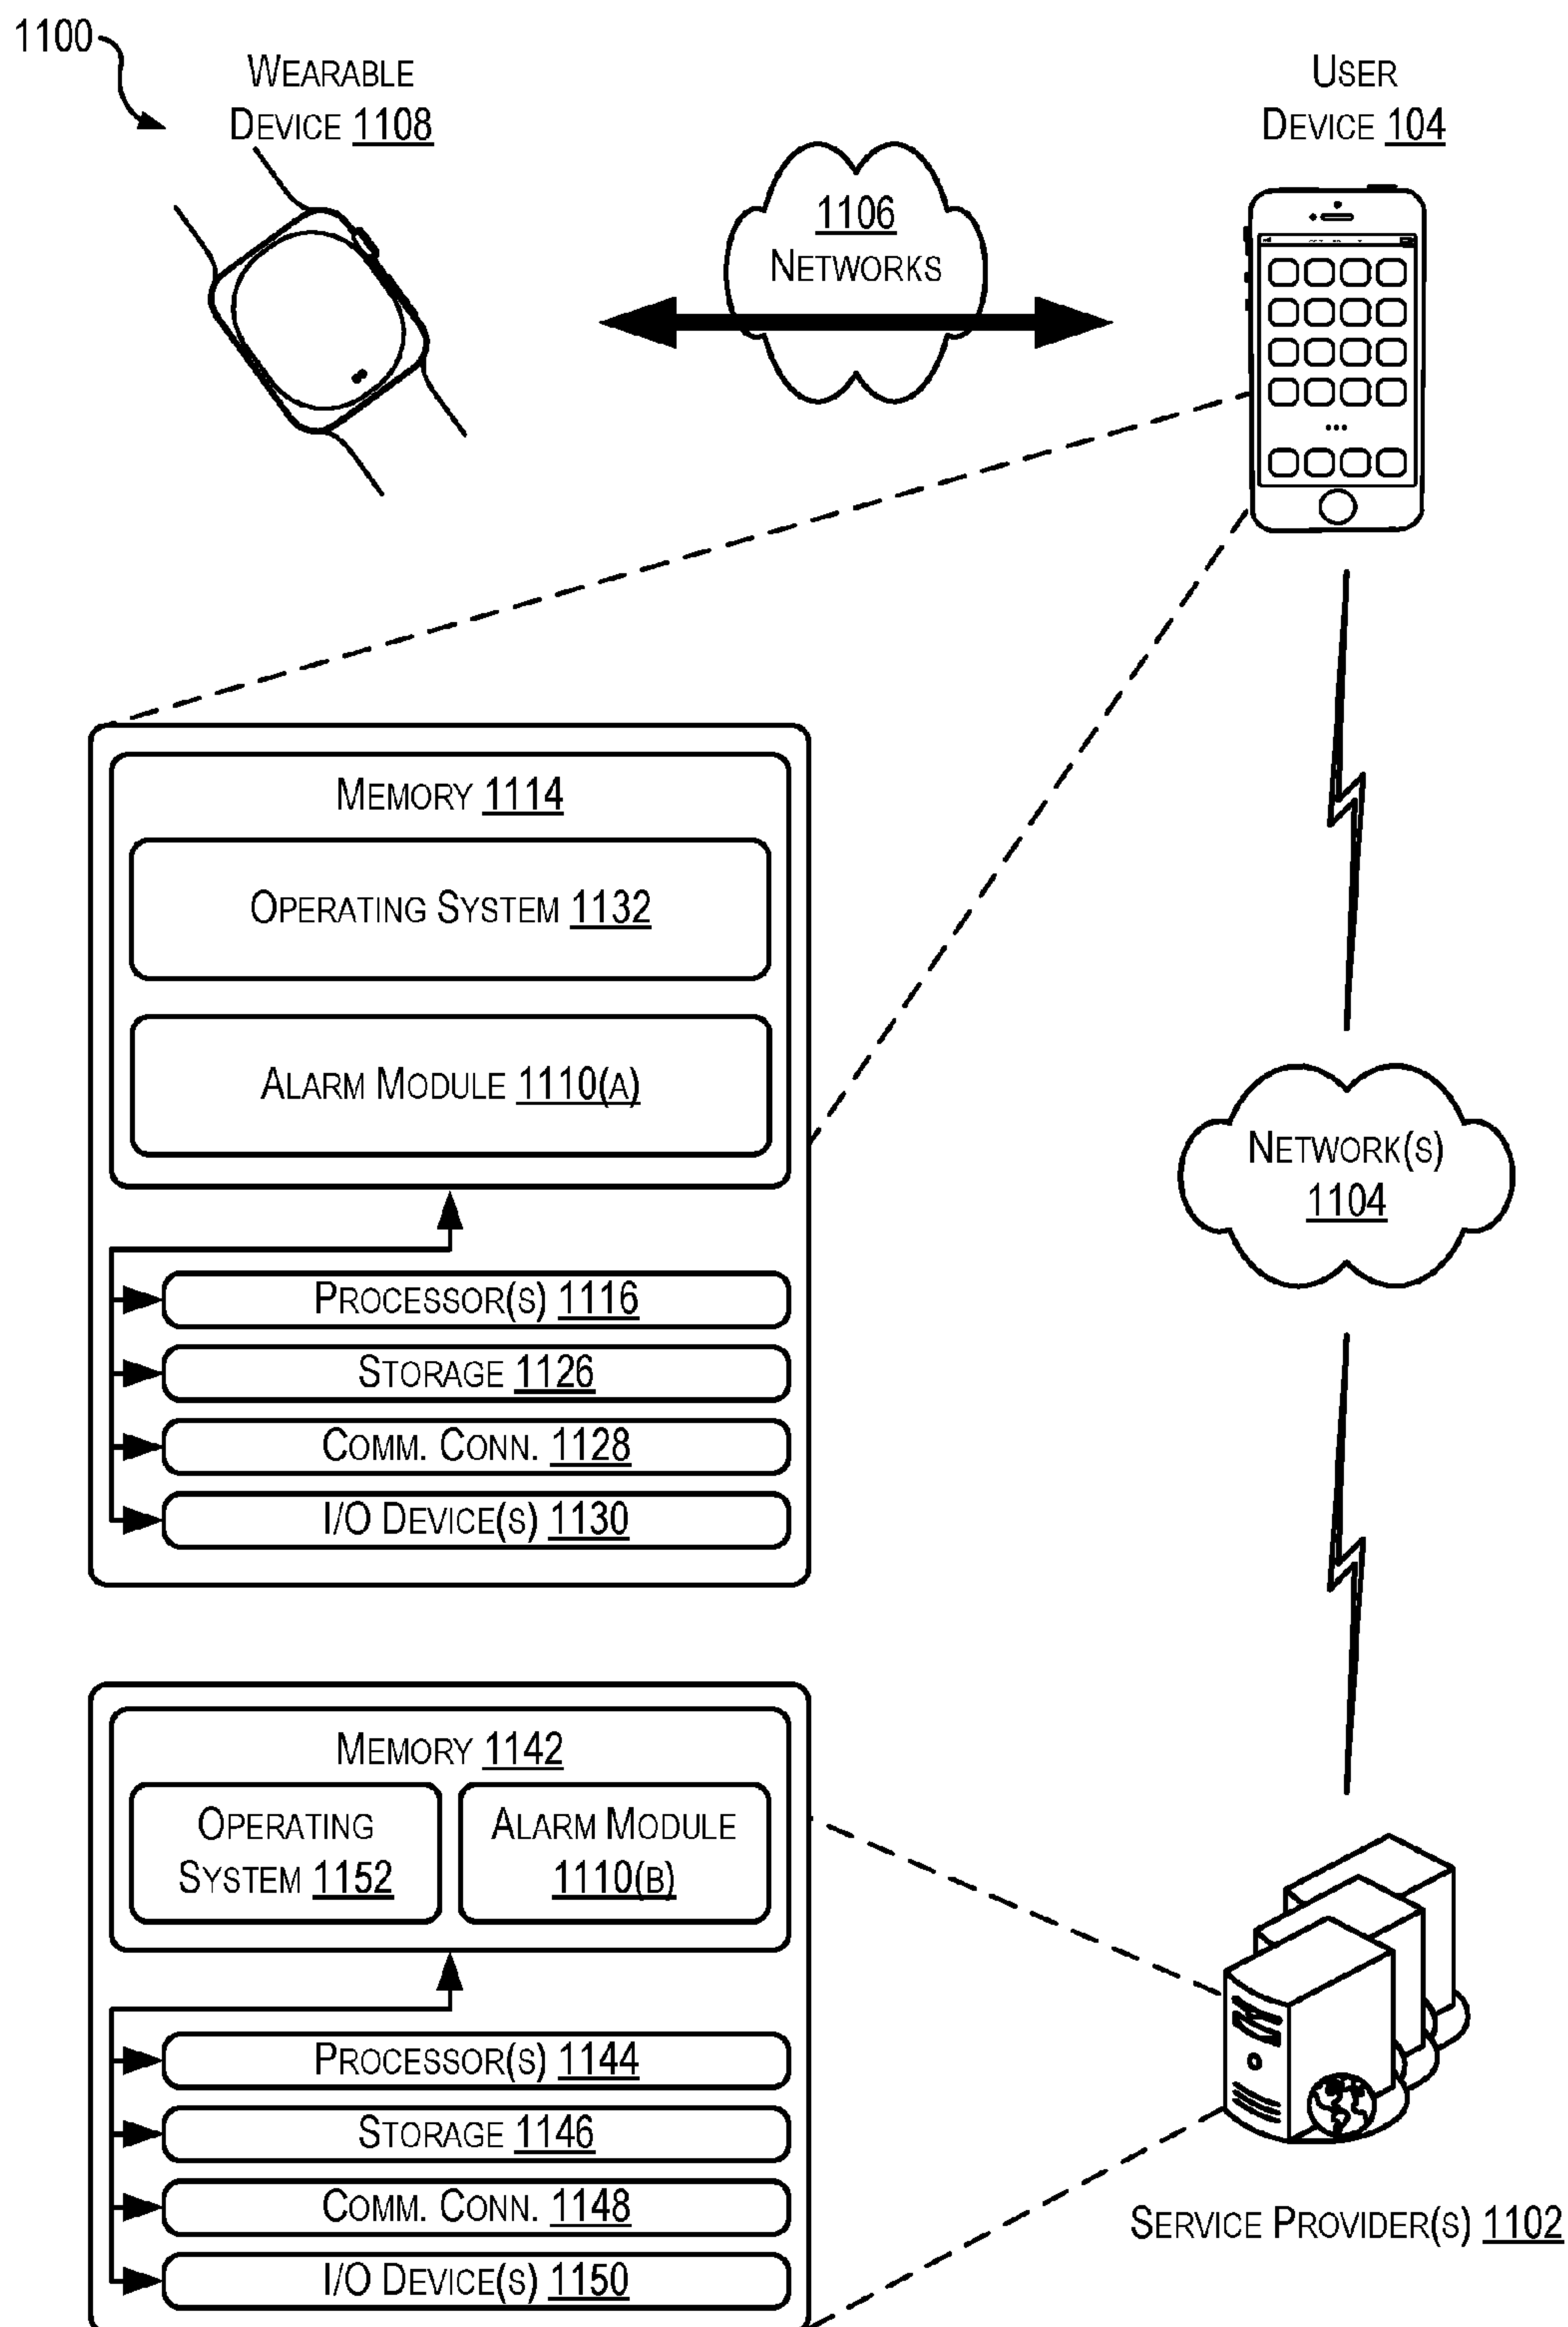 1100
WEARABLE
DEVICE 1108
USER
DEVICE 104
1106
NETWORKS
MEMORY 1114
OPERATING SYSTEM 1132
ALARM MODULE 1110(A)
PROCESSOR(S) 1116
STORAGE 1126
COMM. CONN. 1128
I/O DEVICE(S) 1130
NETWORK(S)
1104
MEMORY 1142
OPERATING
SYSTEM 1152
ALARM MODULE
1110(B)
PROCESSOR(S) 1144
STORAGE 1146
COMM. CONN. 1148
I/O DEVICE(S) 1150
SERVICE PROVIDER(S) 1102